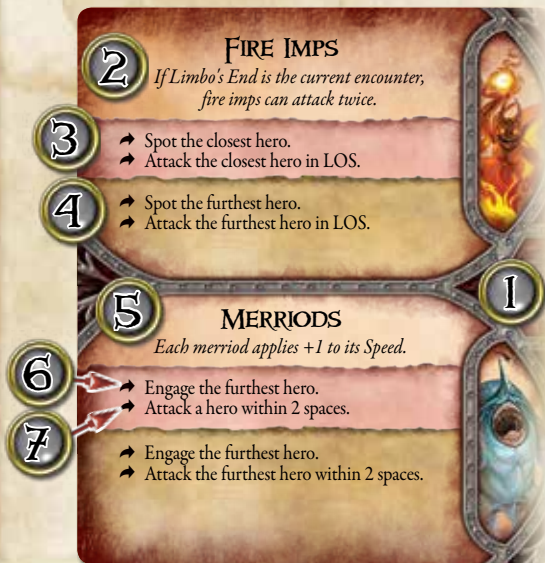 2
FIRE IMPS
If Limbo's End is the current encounter,
fire imps can attack twice.
3
➔ Spot the closest hero.
➔ Attack the closest hero in LOS.
4
➔ Spot the furthest hero.
➔ Attack the furthest hero in LOS.
1
5
MERRIODS
Each merriod applies +1 to its Speed.
6
➔ Engage the furthest hero.
➔ Attack a hero within 2 spaces.
7
➔ Engage the furthest hero.
➔ Attack the furthest hero within 2 spaces.